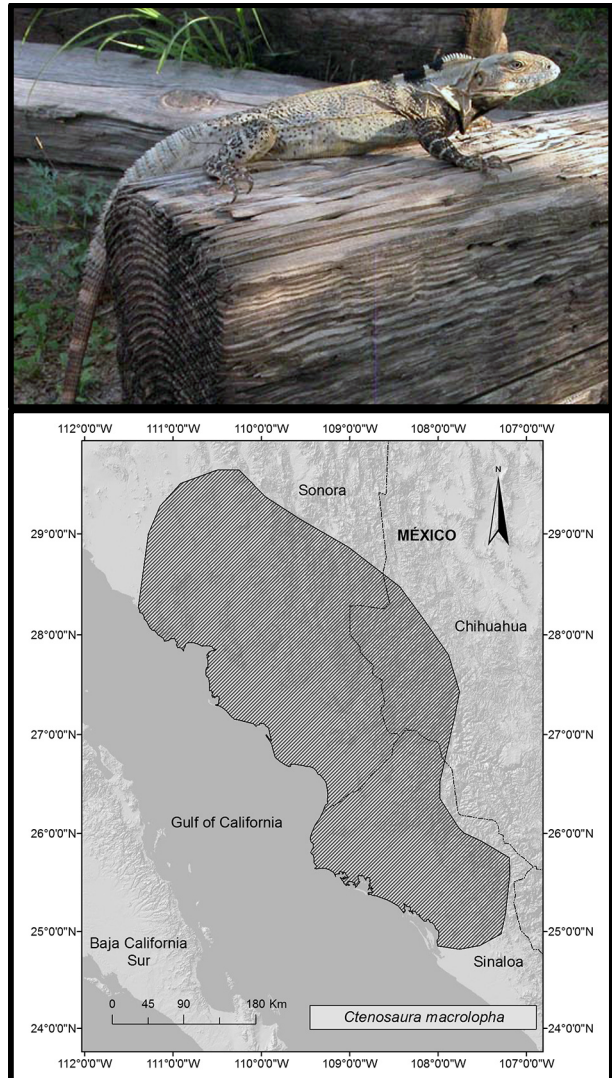 112°0'0"W 111°0'0"W 110°0'0"W 109°0'0"W 108°0'0"W 107°0'0"W
N
Sonora
MÉXICO
29°0'0"N 29°0'0"N
Chihuahua
28°0'0"N 28°0'0"N
27°0'0"N 27°0'0"N
Gulf of California
26°0'0"N 26°0'0"N
25°0'0"N 25°0'0"N
Baja California
Sur
Sinaloa
0 45 90 180 Km
Ctenosaura macrolopha
24°0'0"N 24°0'0"N
112°0'0"W 111°0'0"W 110°0'0"W 109°0'0"W 108°0'0"W 107°0'0"W